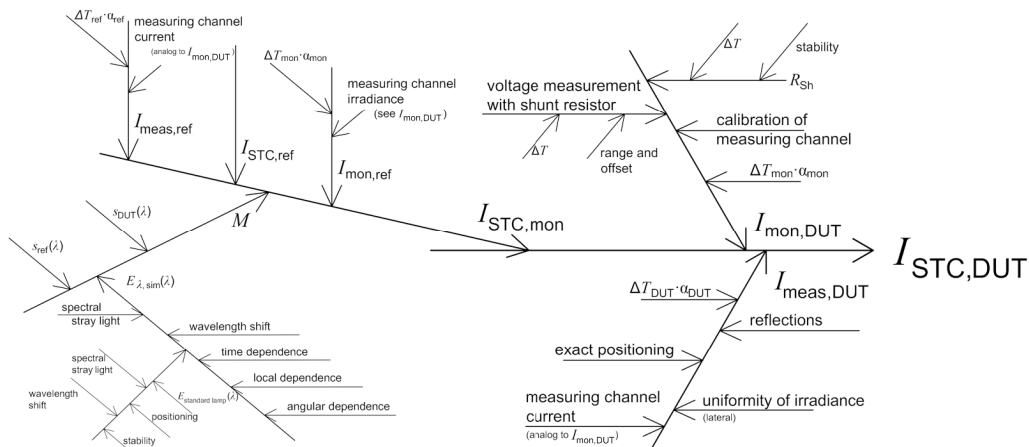 ΔT_ref·α_ref
measuring channel
current
(analog to I_mon,DUT)
ΔT_mon·α_mon
measuring channel
irradiance
(see I_mon,DUT)
I_meas,ref
I_STC,ref
I_mon,ref
ΔT
stability
R_Sh
voltage measurement
with shunt resistor
ΔT
range and
offset
calibration of
measuring channel
ΔT_mon·α_mon
s_DUT(λ)
s_ref(λ)
M
I_STC,mon
I_mon,DUT
I_STC,DUT
I_meas,DUT
E_λ,sim(λ)
spectral
stray light
wavelength shift
time dependence
local dependence
angular dependence
spectral
stray light
wavelength
shift
E_standard lamp(λ)
positioning
stability
ΔT_DUT·α_DUT
reflections
exact positioning
measuring channel
current
(analog to I_mon,DUT)
uniformity of irradiance
(lateral)